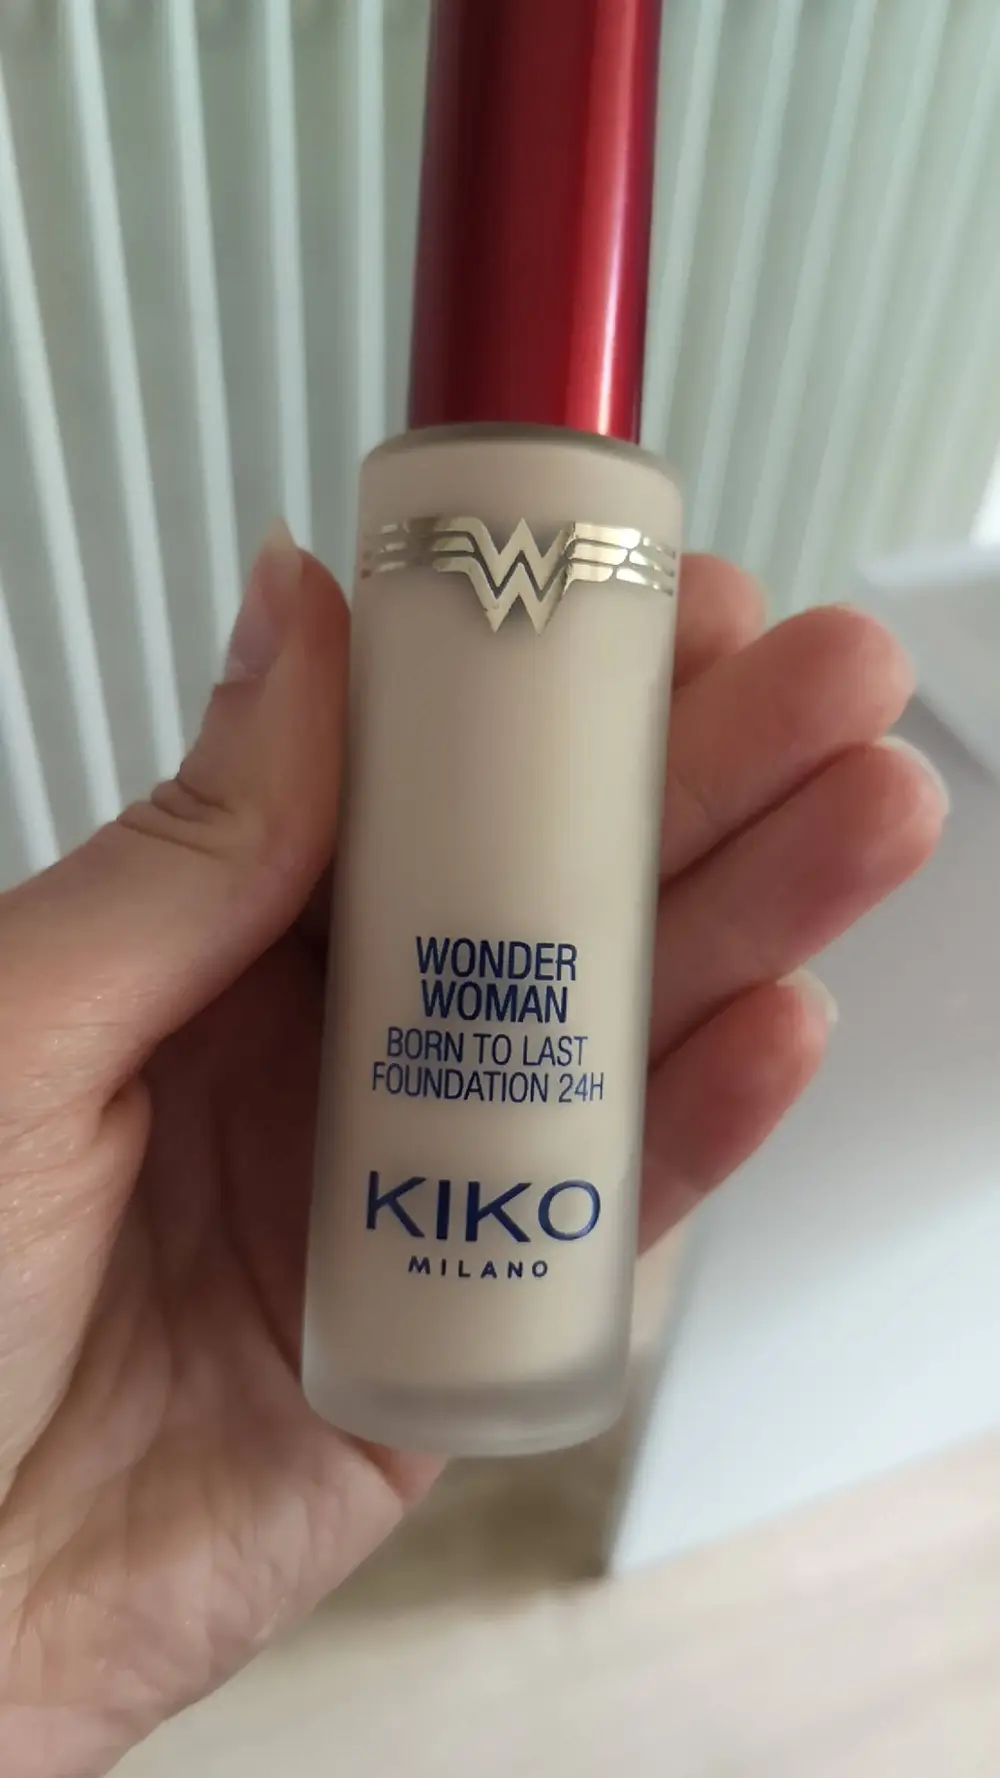 WONDER
WOMAN
BORN TO LAST
FOUNDATION 24H
KIKO
MILANO